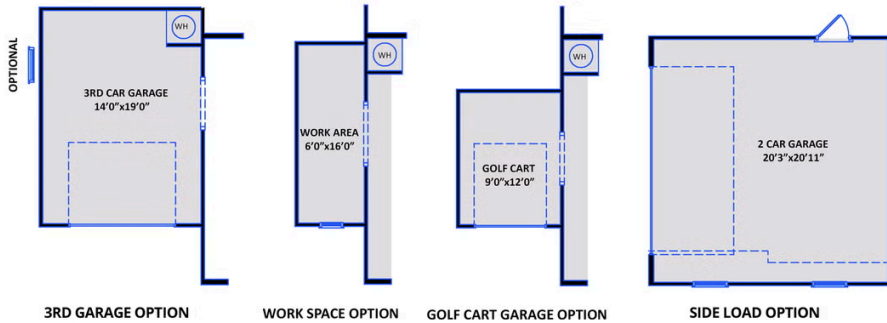 OPTIONAL
WH
3RD CAR GARAGE
14'0"x19'0"
3RD GARAGE OPTION
WH
WORK AREA
6'0"x16'0"
WORK SPACE OPTION
WH
GOLF CART
9'0"x12'0"
GOLF CART GARAGE OPTION
2 CAR GARAGE
20'3"x20'11"
SIDE LOAD OPTION